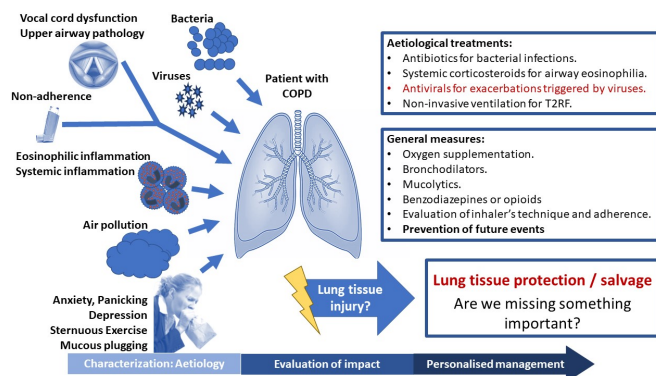 Vocal cord dysfunction
Upper airway pathology
Bacteria
Viruses
Non-adherence
Patient with
COPD
Eosinophilic inflammation
Systemic inflammation
Air pollution
Anxiety, Panicking
Depression
Sternuous Exercise
Mucous plugging
Aetiological treatments:
• Antibiotics for bacterial infections.
• Systemic corticosteroids for airway eosinophilia.
• Antivirals for exacerbations triggered by viruses.
• Non-invasive ventilation for T2RF.
General measures:
• Oxygen supplementation.
• Bronchodilators.
• Mucolytics.
• Benzodiazepines or opioids
• Evaluation of inhaler's technique and adherence.
• Prevention of future events
Lung tissue
injury?
Lung tissue protection / salvage
Are we missing something
important?
Characterization: Aetiology
Evaluation of impact
Personalised management